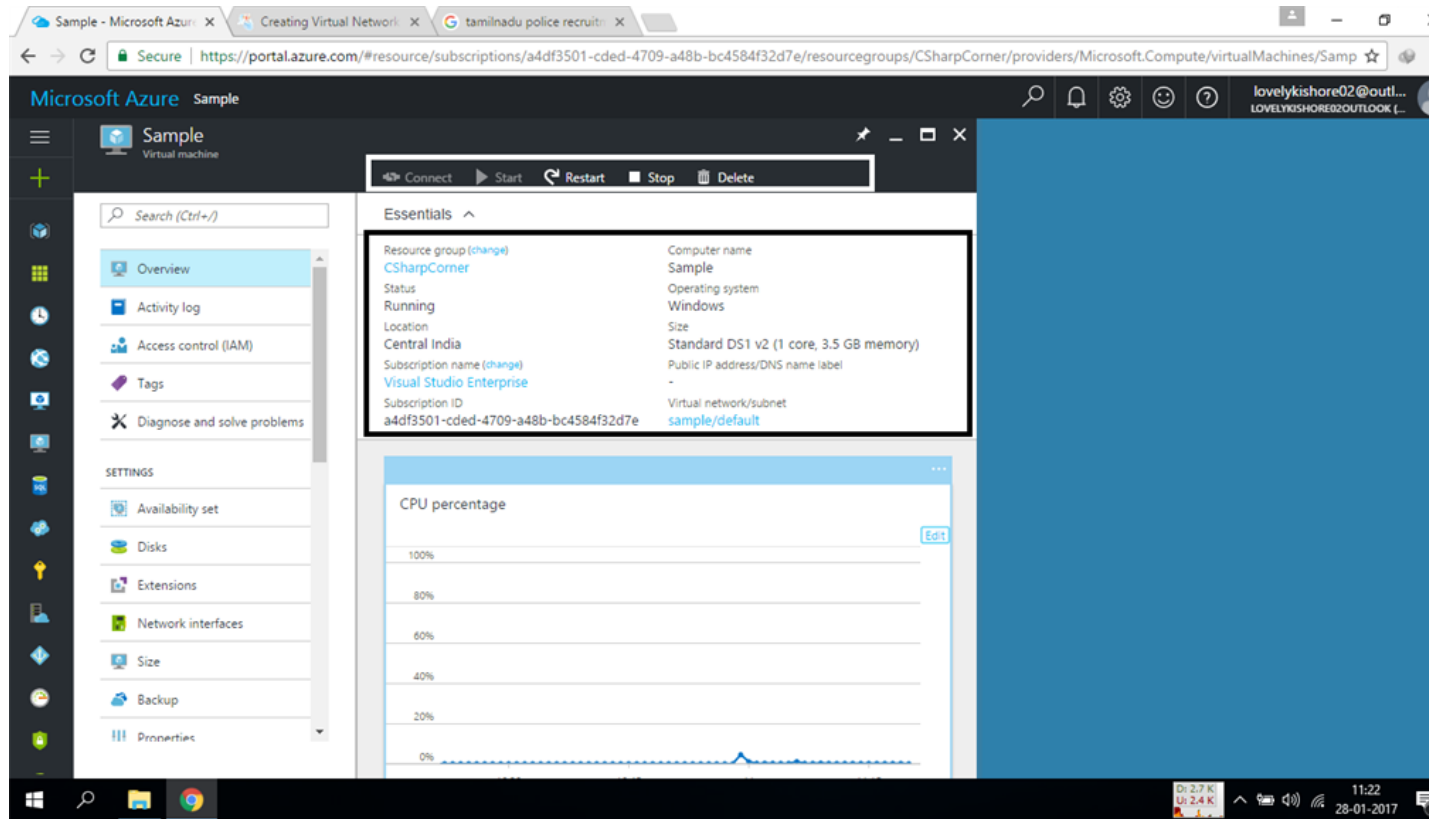 Sample - Microsoft Azur
Creating Virtual Network
tamilnadu police recruitn
Secure | https://portal.azure.com/#resource/subscriptions/a4df3501-cded-4709-a48b-bc4584f32d7e/resourcegroups/CSharpCorner/providers/Microsoft.Compute/virtualMachines/Samp
Microsoft Azure Sample
lovelykishore02@outl...
LOVELYKISHORE02OUTLOOK (...
Sample
Virtual machine
Connect Start Restart Stop Delete
Search (Ctrl+/)
Overview
Activity log
Access control (IAM)
Tags
Diagnose and solve problems
SETTINGS
Availability set
Disks
Extensions
Network interfaces
Size
Backup
Properties
Essentials
Resource group (change)
CSharpCorner
Status
Running
Location
Central India
Subscription name (change)
Visual Studio Enterprise
Subscription ID
a4df3501-cded-4709-a48b-bc4584f32d7e
Computer name
Sample
Operating system
Windows
Size
Standard DS1 v2 (1 core, 3.5 GB memory)
Public IP address/DNS name label
-
Virtual network/subnet
sample/default
CPU percentage
Edit
100%
80%
60%
40%
20%
0%
D: 2.7 K
U: 2.4 K
11:22
28-01-2017